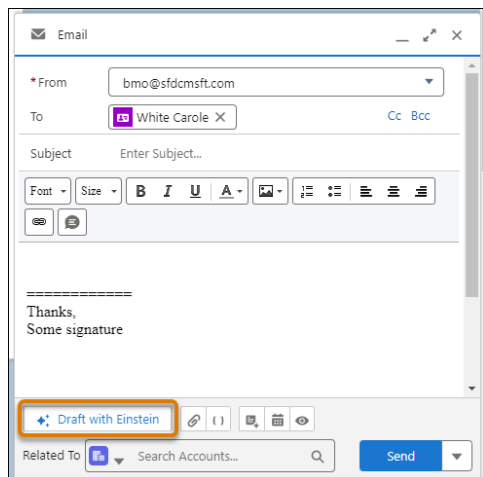 Email
*From bmo@sfdcmsft.com
To White Carole Cc Bcc
Subject Enter Subject...
Font Size B I U A
============
Thanks,
Some signature
Draft with Einstein { }
Related To Search Accounts... Send